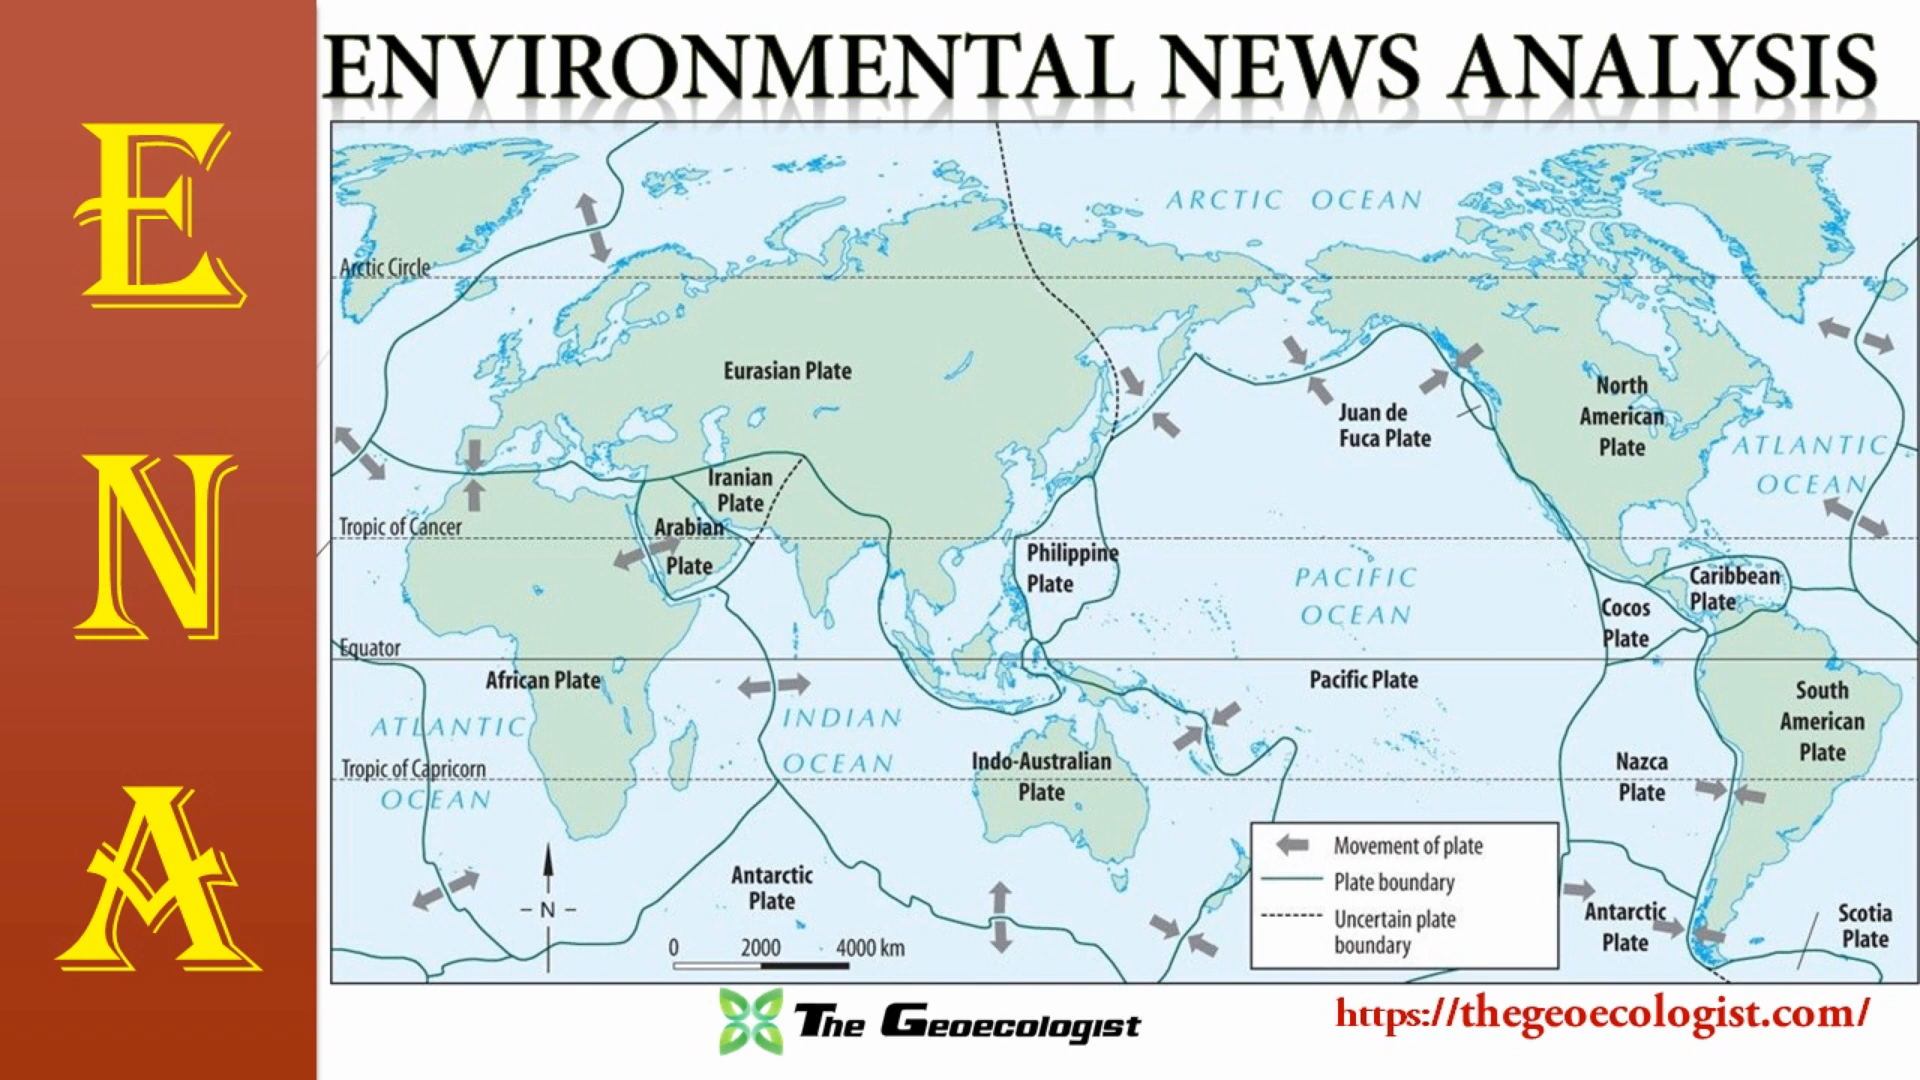 ENVIRONMENTAL NEWS ANALYSIS
E
N
A
ARCTIC OCEAN
Arctic Circle
Eurasian Plate
Juan de
Fuca Plate
North
American
Plate
ATLANTIC
OCEAN
Iranian
Plate
Arabian
Plate
Tropic of Cancer
Philippine
Plate
PACIFIC
OCEAN
Caribbean
Plate
Cocos
Plate
Equator
African Plate
Pacific Plate
South
American
Plate
ATLANTIC
OCEAN
INDIAN
OCEAN
Tropic of Capricorn
Indo-Australian
Plate
Nazca
Plate
Antarctic
Plate
N
0 2000 4000 km
Movement of plate
Plate boundary
Uncertain plate
boundary
Antarctic
Plate
Scotia
Plate
The Geoecologist
https://thegeoecologist.com/